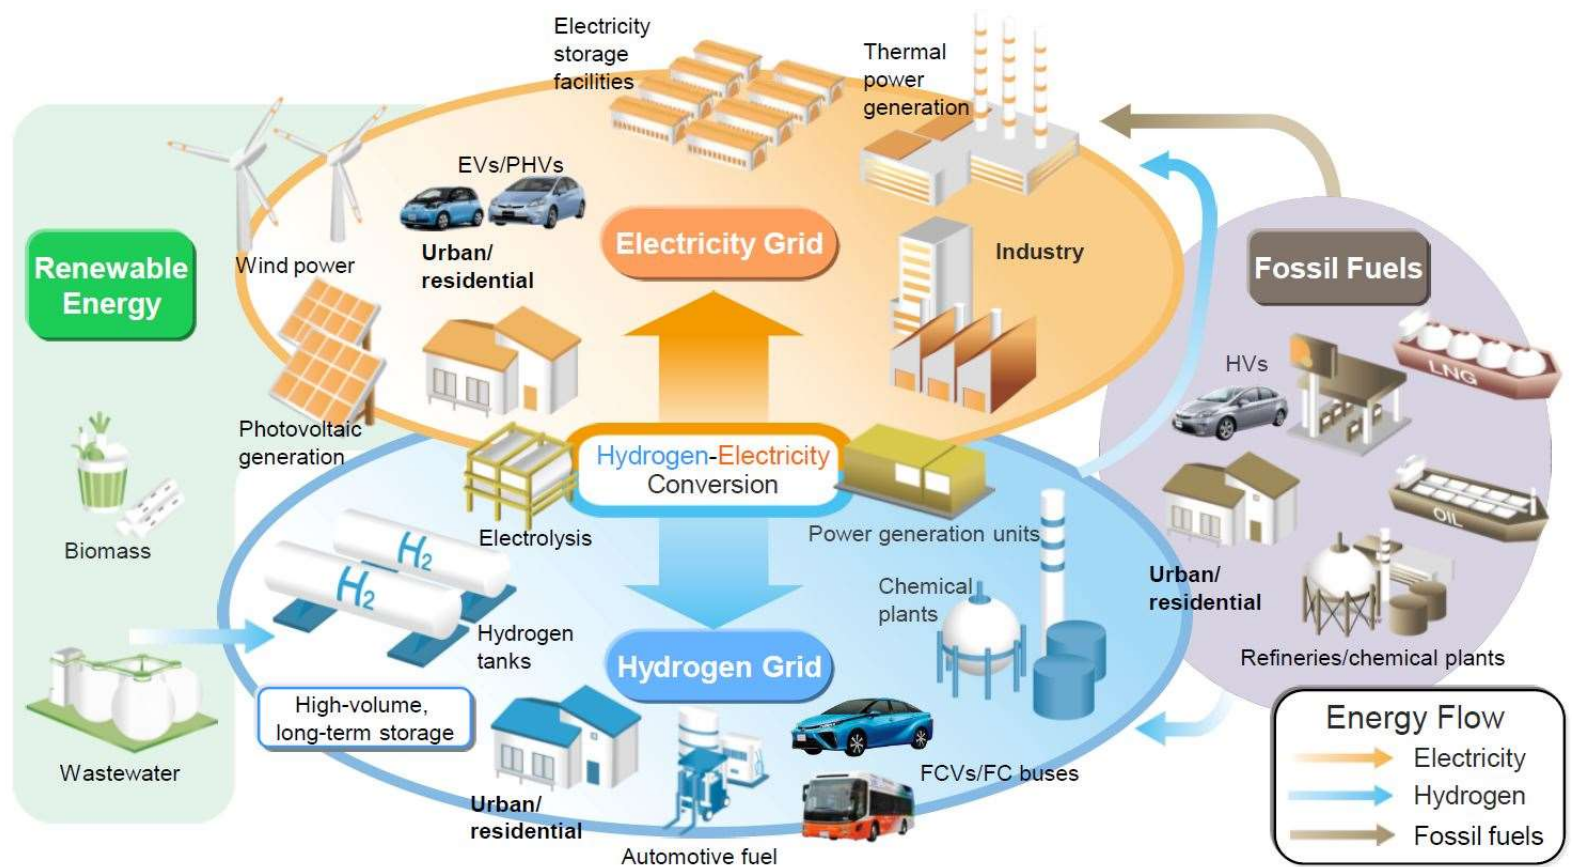 Electricity
storage
facilities
Thermal
power
generation
EVs/PHVs
Urban/
residential
Electricity Grid
Industry
Renewable
Energy
Wind power
Photovoltaic
generation
Biomass
Wastewater
Fossil Fuels
HVs
LNG
OIL
Urban/
residential
Refineries/chemical plants
Hydrogen-Electricity
Conversion
Electrolysis
Power generation units
H2
H2
Hydrogen
tanks
High-volume,
long-term storage
Hydrogen Grid
Chemical
plants
Urban/
residential
Automotive fuel
FCVs/FC buses
Energy Flow
Electricity
Hydrogen
Fossil fuels